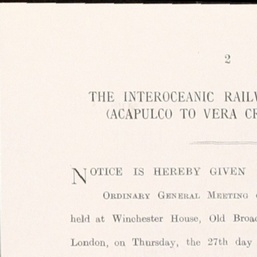 2
THE INTEROCEANIC RAILW
(ACAPULCO TO VERA CR
NOTICE IS HEREBY GIVEN
ORDINARY GENERAL MEETING
held at Winchester House, Old Broad
London, on Thursday, the 27th day